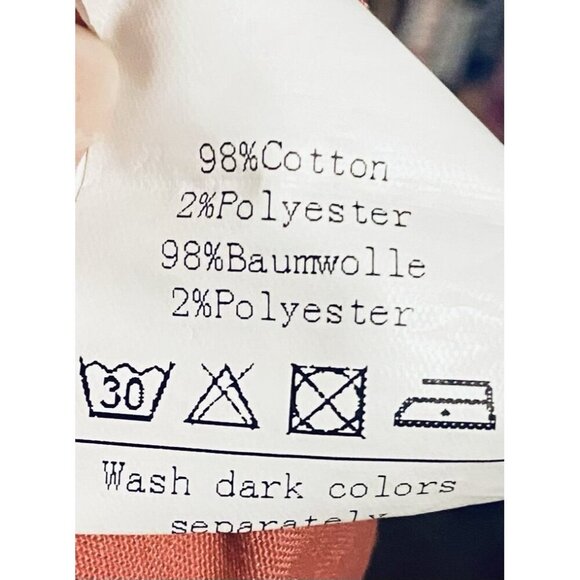 98%Cotton
2%Polyester
98%Baumwolle
2%Polyester
30
Wash dark colors
separately